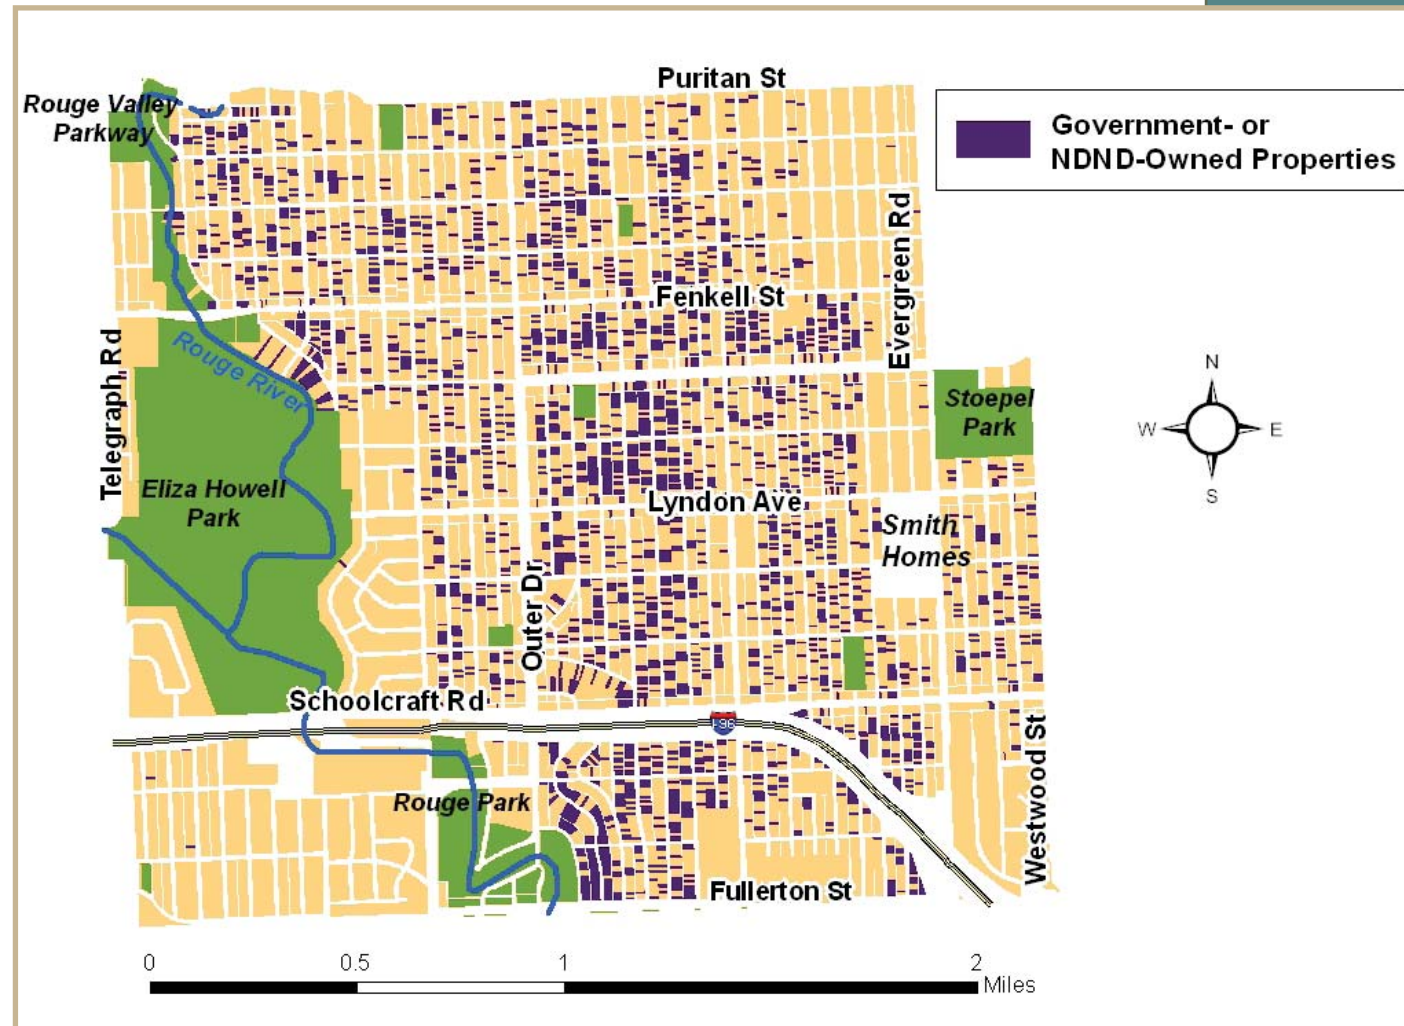 Puritan St
Rouge Valley
Parkway
Government- or
NDND-Owned Properties
Evergreen Rd
Fenkell St
Telegraph Rd
Rouge River
N
W
E
S
Stoepel
Park
Eliza Howell
Park
Lyndon Ave
Smith
Homes
Outer Dr
Schoolcraft Rd
I-96
Westwood St
Rouge Park
Fullerton St
0
0.5
1
2
Miles